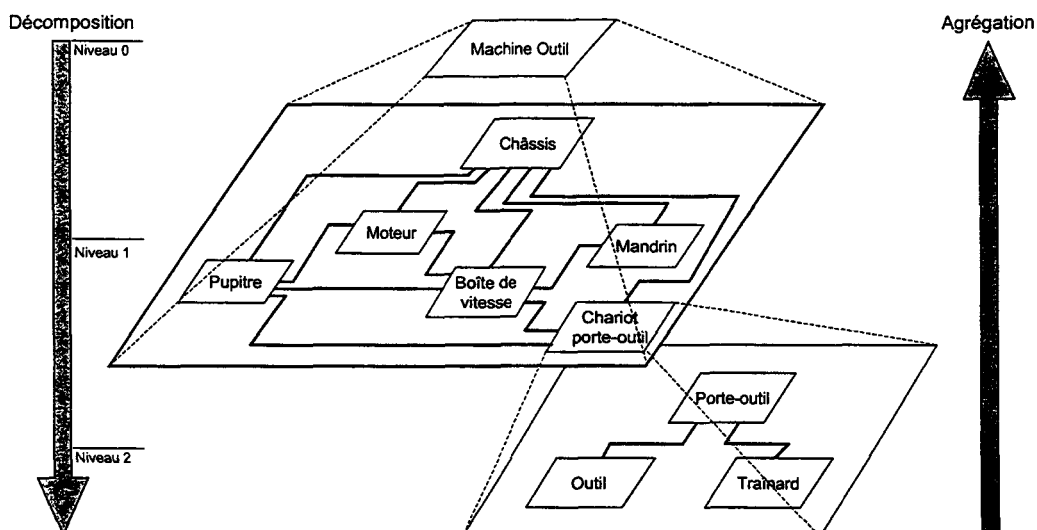 Décomposition
Agrégation
Niveau 0
Machine Outil
Châssis
Moteur
Mandrin
Niveau 1
Pupitre
Boîte de
vitesse
Chariot
porte-outil
Porte-outil
Niveau 2
Outil
Traînard